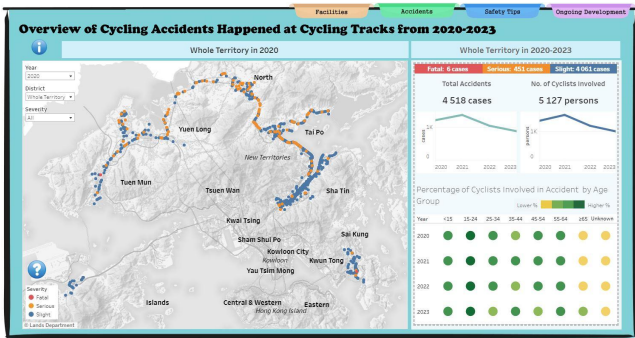 Facilities
Accidents
Safety Tips
Ongoing Development
Overview of Cycling Accidents Happened at Cycling Tracks from 2020-2023
Whole Territory in 2020
Whole Territory in 2020-2023
Year
2020
District
Whole Territory
Severity
All
North
Yuen Long
Tai Po
New Territories
Tuen Mun
Tsuen Wan
Sha Tin
Kwai Tsing
Sai Kung
Sham Shui Po
Kowloon City
Kowloon
Kwun Tong
Yau Tsim Mong
Islands
Central & Western
Eastern
Hong Kong Island
Severity
Fatal
Serious
Slight
© Lands Department
Fatal: 6 cases
Serious: 451 cases
Slight: 4 061 cases
Total Accidents
No. of Cyclists Involved
4 518 cases
5 127 persons
cases
1K
0
2020 2021 2022 2023
persons
1K
0
2020 2021 2022 2023
Percentage of Cyclists Involved in Accident by Age
Group
Lower %
Higher %
Year <15 15-24 25-34 35-44 45-54 55-64 ≥65 Unknown
2020
2021
2022
2023